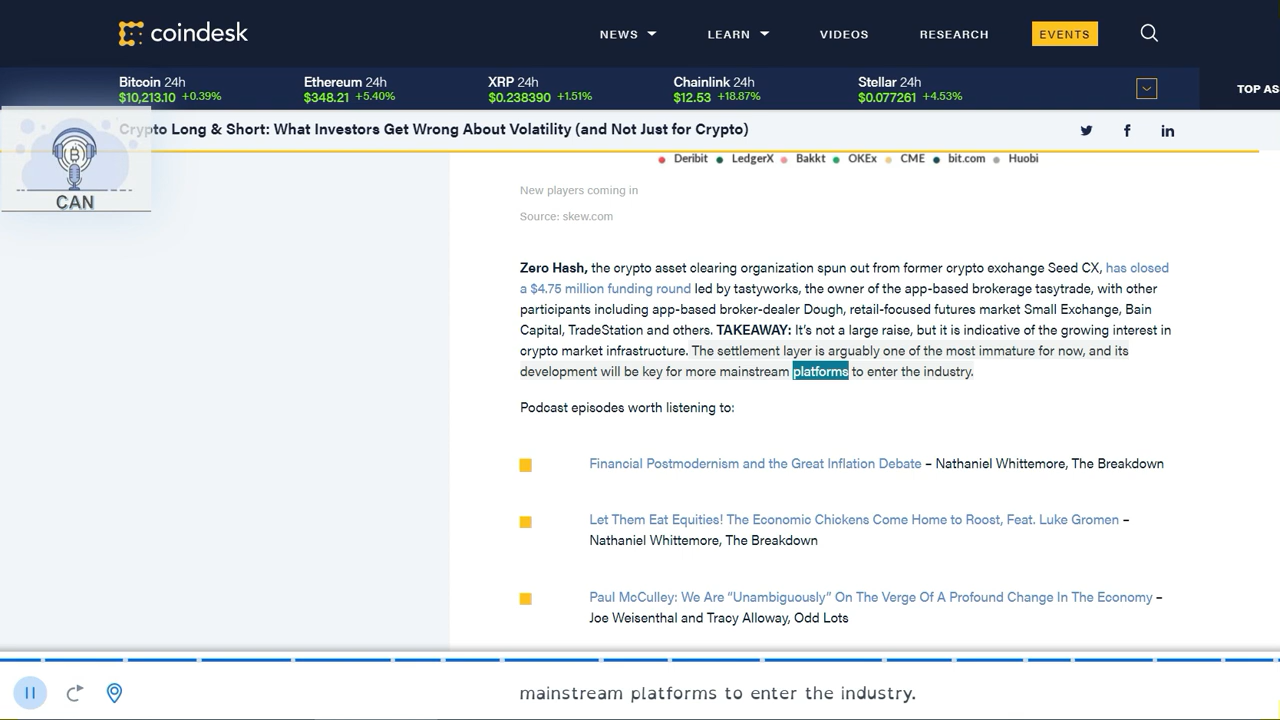 coindesk
NEWS LEARN VIDEOS RESEARCH EVENTS
Bitcoin 24h Ethereum 24h XRP 24h Chainlink 24h Stellar 24h
$10,213.10 +0.39% $348.21 +5.40% $0.238390 +1.51% $12.53 +18.87% $0.077261 +4.53%
TOP AS
Crypto Long & Short: What Investors Get Wrong About Volatility (and Not Just for Crypto)
CAN
Deribit LedgerX Bakkt OKEx CME bit.com Huobi
New players coming in
Source: skew.com
Zero Hash, the crypto asset clearing organization spun out from former crypto exchange Seed CX, has closed
a $4.75 million funding round led by tastyworks, the owner of the app-based brokerage tasytrade, with other
participants including app-based broker-dealer Dough, retail-focused futures market Small Exchange, Bain
Capital, TradeStation and others. TAKEAWAY: It’s not a large raise, but it is indicative of the growing interest in
crypto market infrastructure. The settlement layer is arguably one of the most immature for now, and its
development will be key for more mainstream platforms to enter the industry.
Podcast episodes worth listening to:
Financial Postmodernism and the Great Inflation Debate – Nathaniel Whittemore, The Breakdown
Let Them Eat Equities! The Economic Chickens Come Home to Roost, Feat. Luke Gromen –
Nathaniel Whittemore, The Breakdown
Paul McCulley: We Are “Unambiguously” On The Verge Of A Profound Change In The Economy –
Joe Weisenthal and Tracy Alloway, Odd Lots
mainstream platforms to enter the industry.